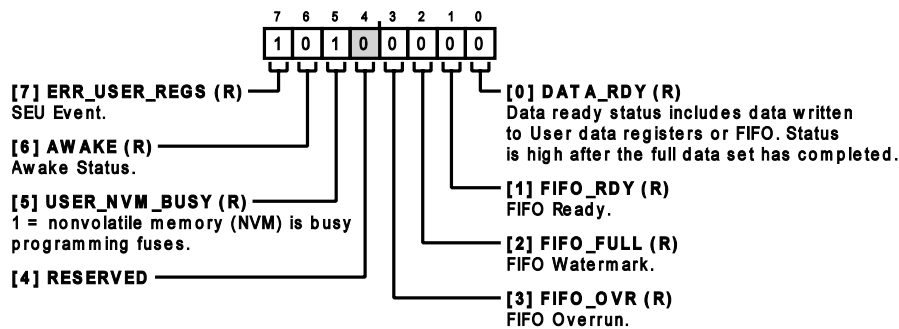 7 6 5 4 3 2 1 0
1 0 1 0 0 0 0 0
[7] ERR_USER_REGS (R)
SEU Event.
[6] AWAKE (R)
Awake Status.
[5] USER_NVM_BUSY (R)
1 = nonvolatile memory (NVM) is busy
programming fuses.
[4] RESERVED
[0] DATA_RDY (R)
Data ready status includes data written
to User data registers or FIFO. Status
is high after the full data set has completed.
[1] FIFO_RDY (R)
FIFO Ready.
[2] FIFO_FULL (R)
FIFO Watermark.
[3] FIFO_OVR (R)
FIFO Overrun.